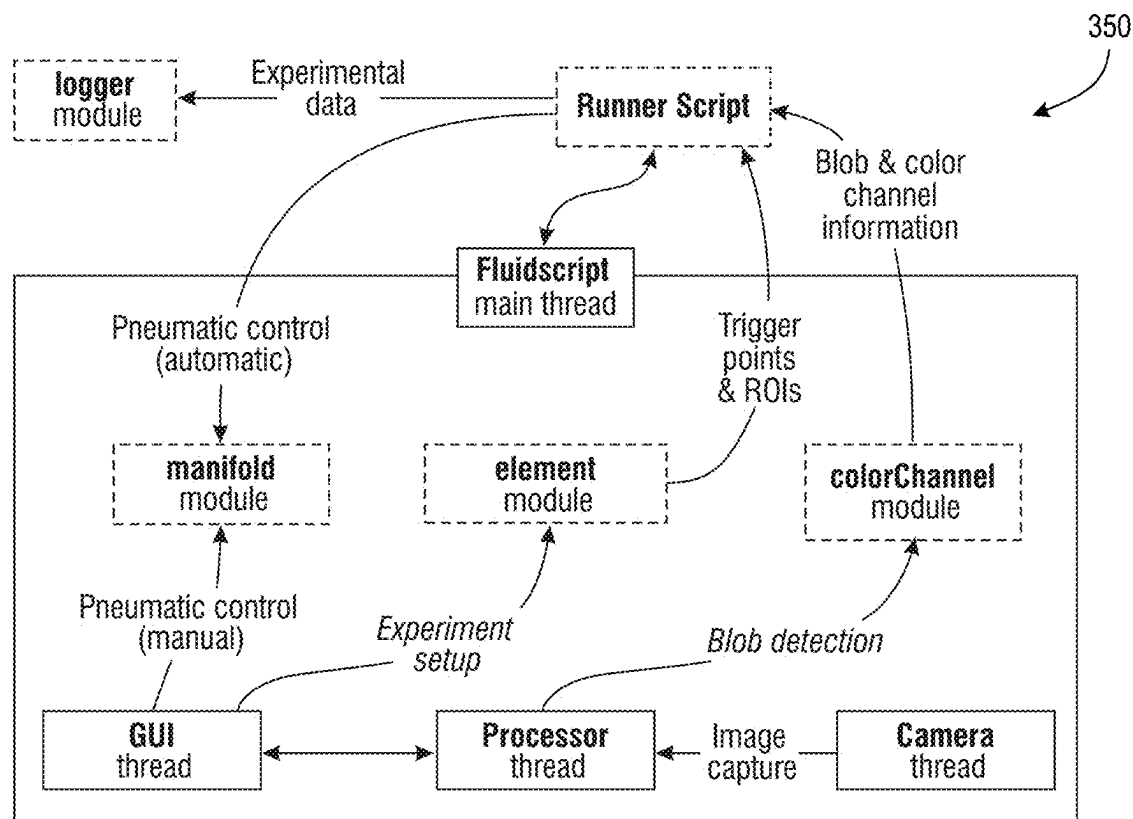 350
logger
module
Experimental
data
Runner Script
Blob & color
channel
information
Fluidscript
main thread
Pneumatic control
(automatic)
Trigger
points
& ROIs
manifold
module
element
module
colorChannel
module
Pneumatic control
(manual)
Experiment
setup
Blob detection
GUI
thread
Processor
thread
Image
capture
Camera
thread